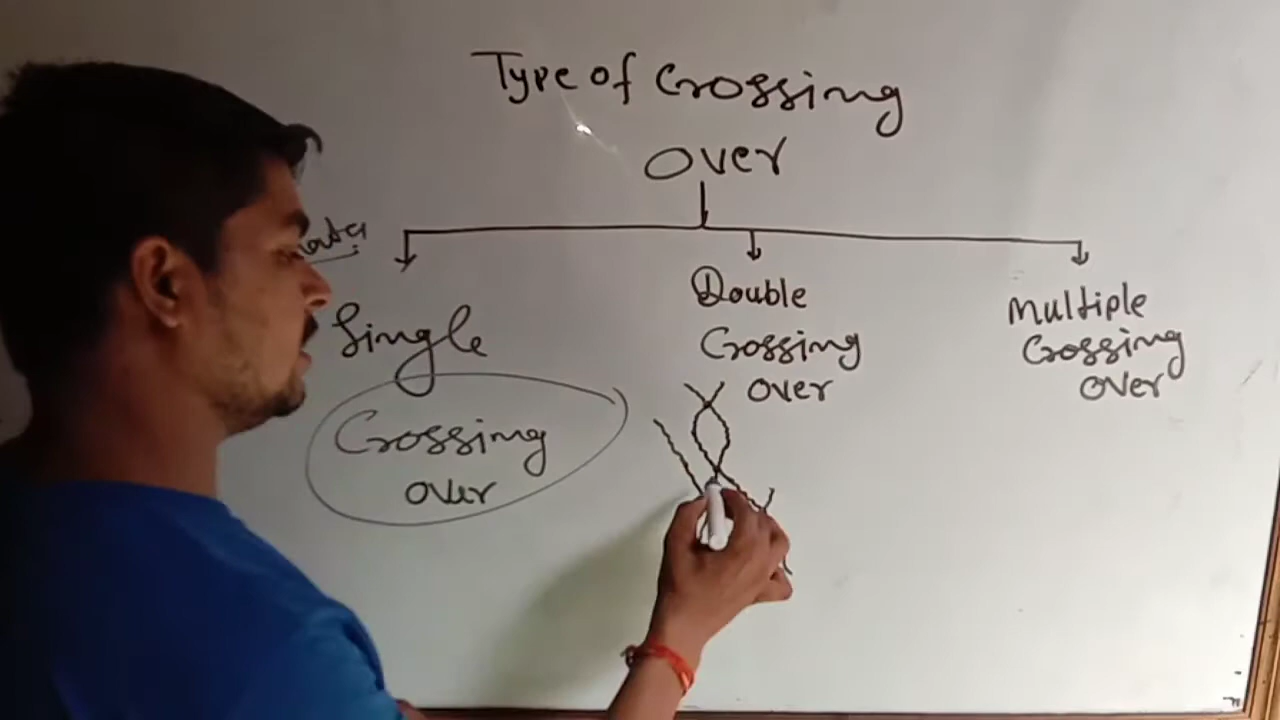 Type of Crossing
Over
Single
Crossing
over
Double
Crossing
over
Multiple
Crossing
Over